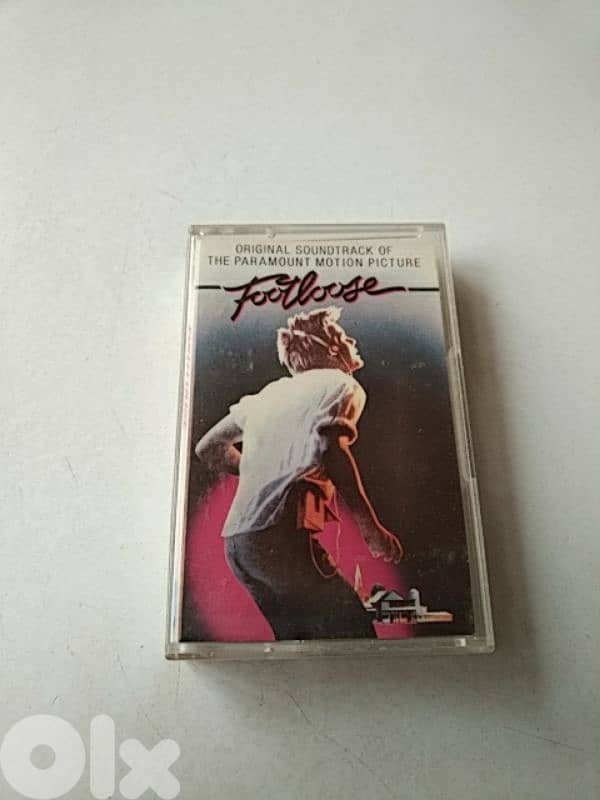 ORIGINAL SOUNDTRACK OF
THE PARAMOUNT MOTION PICTURE
Footloose
Olx